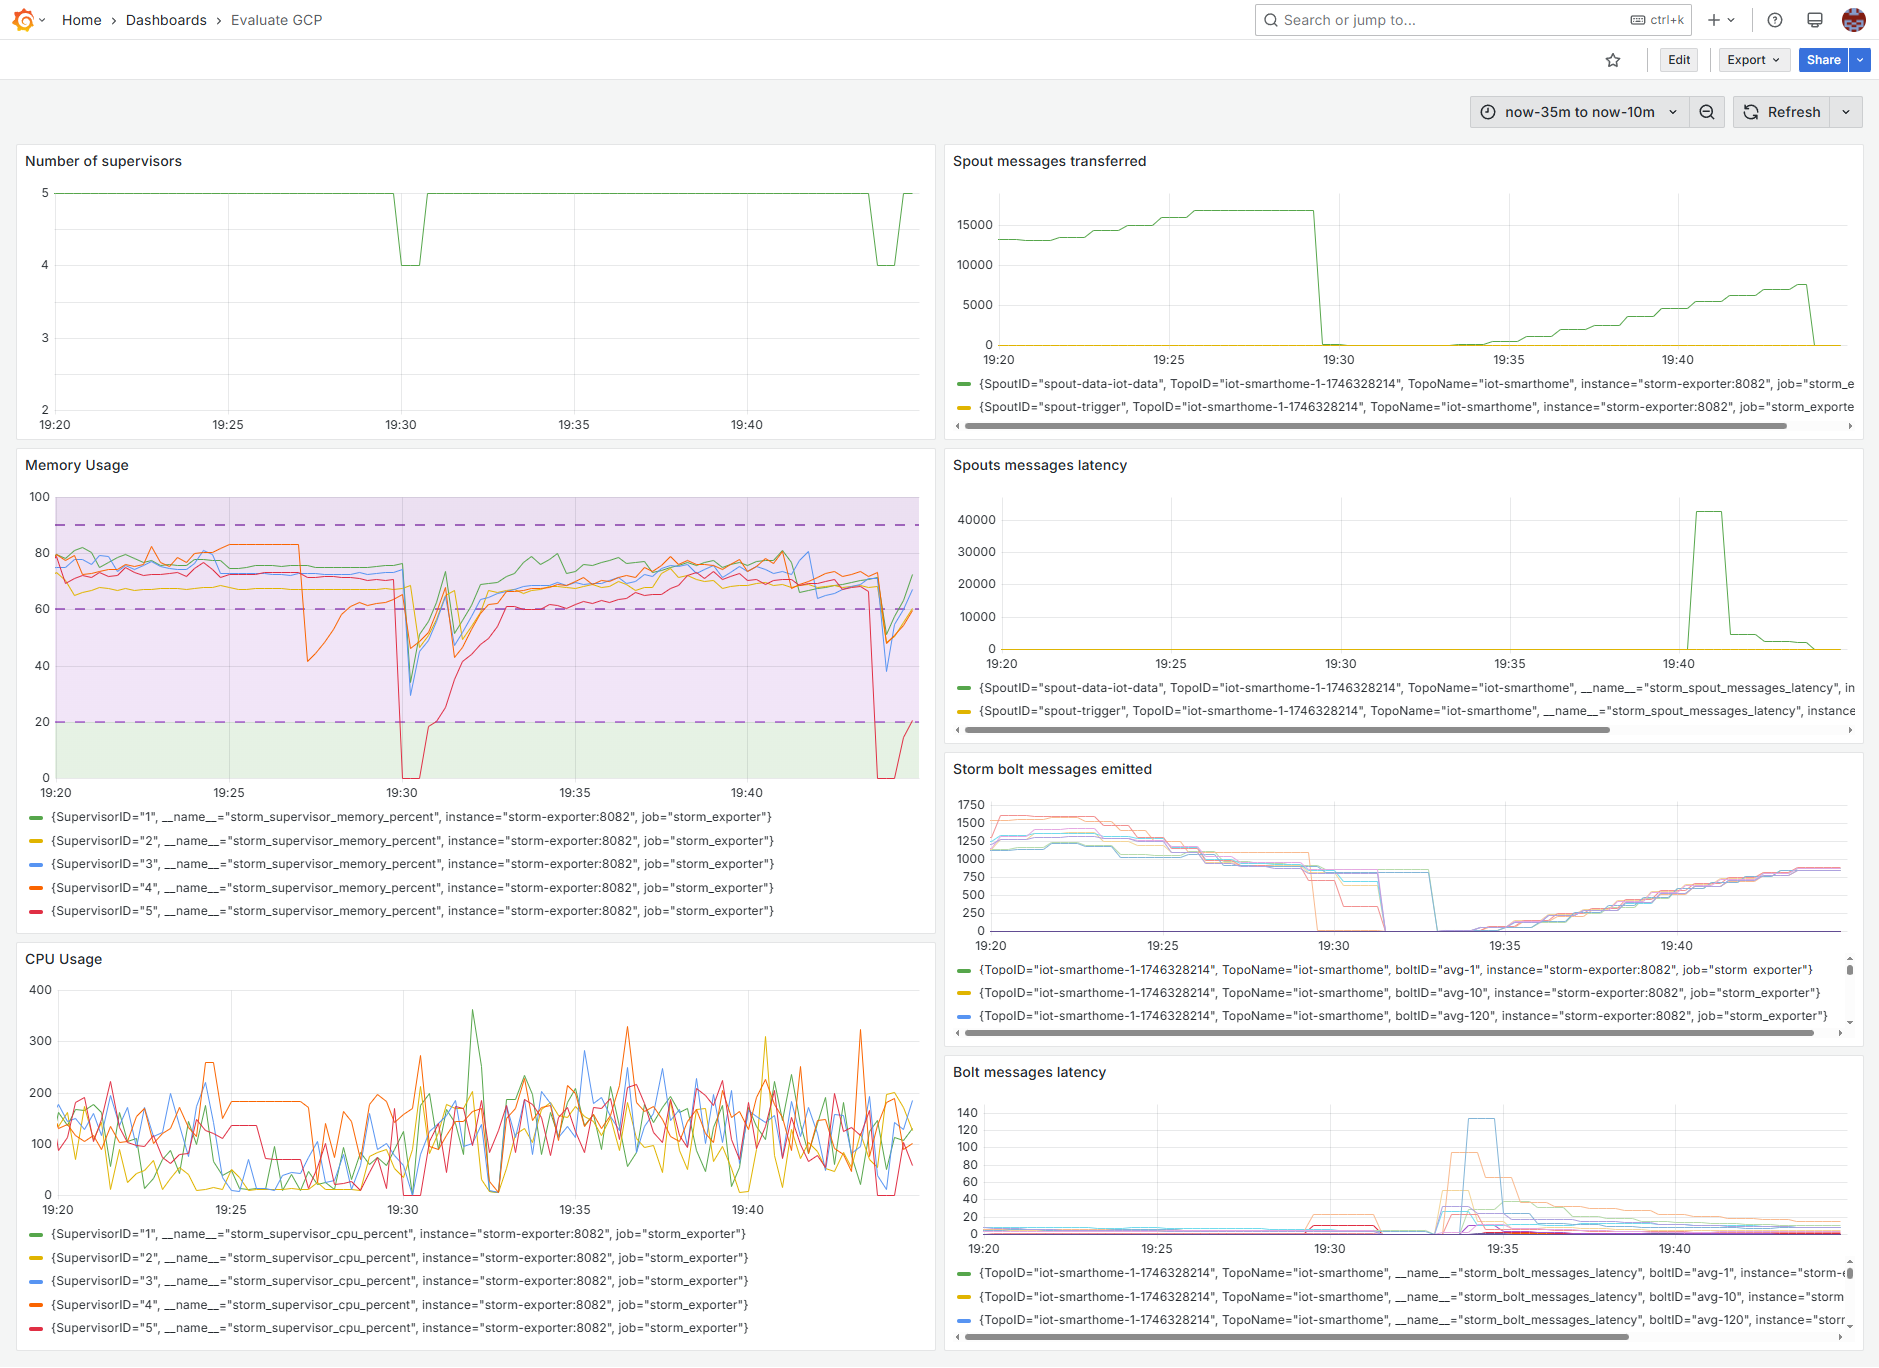 Home › Dashboards › Evaluate GCP
Search or jump to...
ctrl+k
Edit
Export
Share
now-35m to now-10m
Refresh
Number of supervisors
5
4
3
2
19:20 19:25 19:30 19:35 19:40
Spout messages transferred
15000
10000
5000
0
19:20 19:25 19:30 19:35 19:40
{SpoutID="spout-data-iot-data", TopoID="iot-smarthome-1-1746328214", TopoName="iot-smarthome", instance="storm-exporter:8082", job="storm_e
{SpoutID="spout-trigger", TopoID="iot-smarthome-1-1746328214", TopoName="iot-smarthome", instance="storm-exporter:8082", job="storm_exporte
Memory Usage
100
80
60
40
20
0
19:20 19:25 19:30 19:35 19:40
{SupervisorID="1", __name__="storm_supervisor_memory_percent", instance="storm-exporter:8082", job="storm_exporter"}
{SupervisorID="2", __name__="storm_supervisor_memory_percent", instance="storm-exporter:8082", job="storm_exporter"}
{SupervisorID="3", __name__="storm_supervisor_memory_percent", instance="storm-exporter:8082", job="storm_exporter"}
{SupervisorID="4", __name__="storm_supervisor_memory_percent", instance="storm-exporter:8082", job="storm_exporter"}
{SupervisorID="5", __name__="storm_supervisor_memory_percent", instance="storm-exporter:8082", job="storm_exporter"}
Spouts messages latency
40000
30000
20000
10000
0
19:20 19:25 19:30 19:35 19:40
{SpoutID="spout-data-iot-data", TopoID="iot-smarthome-1-1746328214", TopoName="iot-smarthome", __name__="storm_spout_messages_latency", in
{SpoutID="spout-trigger", TopoID="iot-smarthome-1-1746328214", TopoName="iot-smarthome", __name__="storm_spout_messages_latency", instance
Storm bolt messages emitted
1750
1500
1250
1000
750
500
250
0
19:20 19:25 19:30 19:35 19:40
{TopoID="iot-smarthome-1-1746328214", TopoName="iot-smarthome", boltID="avg-1", instance="storm-exporter:8082", job="storm_exporter"}
{TopoID="iot-smarthome-1-1746328214", TopoName="iot-smarthome", boltID="avg-10", instance="storm-exporter:8082", job="storm_exporter"}
{TopoID="iot-smarthome-1-1746328214", TopoName="iot-smarthome", boltID="avg-120", instance="storm-exporter:8082", job="storm_exporter"}
CPU Usage
400
300
200
100
0
19:20 19:25 19:30 19:35 19:40
{SupervisorID="1", __name__="storm_supervisor_cpu_percent", instance="storm-exporter:8082", job="storm_exporter"}
{SupervisorID="2", __name__="storm_supervisor_cpu_percent", instance="storm-exporter:8082", job="storm_exporter"}
{SupervisorID="3", __name__="storm_supervisor_cpu_percent", instance="storm-exporter:8082", job="storm_exporter"}
{SupervisorID="4", __name__="storm_supervisor_cpu_percent", instance="storm-exporter:8082", job="storm_exporter"}
{SupervisorID="5", __name__="storm_supervisor_cpu_percent", instance="storm-exporter:8082", job="storm_exporter"}
Bolt messages latency
140
120
100
80
60
40
20
0
19:20 19:25 19:30 19:35 19:40
{TopoID="iot-smarthome-1-1746328214", TopoName="iot-smarthome", __name__="storm_bolt_messages_latency", boltID="avg-1", instance="storm-e
{TopoID="iot-smarthome-1-1746328214", TopoName="iot-smarthome", __name__="storm_bolt_messages_latency", boltID="avg-10", instance="storm
{TopoID="iot-smarthome-1-1746328214", TopoName="iot-smarthome", __name__="storm_bolt_messages_latency", boltID="avg-120", instance="storr